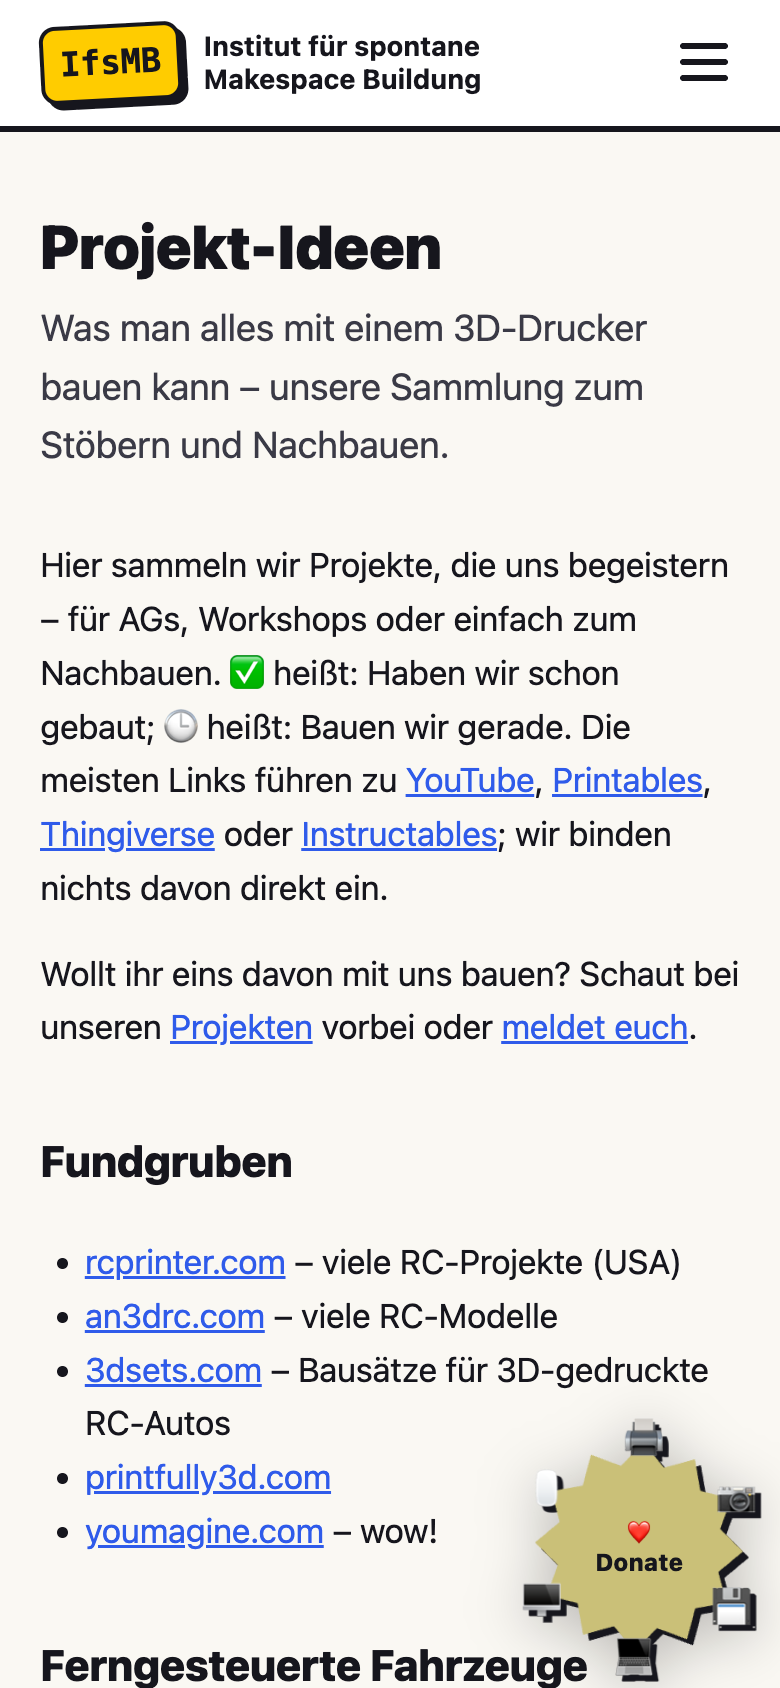 IfsMB
Institut für spontane
Makespace Buildung
Projekt-Ideen
Was man alles mit einem 3D-Drucker
bauen kann – unsere Sammlung zum
Stöbern und Nachbauen.
Hier sammeln wir Projekte, die uns begeistern
– für AGs, Workshops oder einfach zum
Nachbauen. ✅ heißt: Haben wir schon
gebaut; 🕒 heißt: Bauen wir gerade. Die
meisten Links führen zu YouTube, Printables,
Thingiverse oder Instructables; wir binden
nichts davon direkt ein.
Wollt ihr eins davon mit uns bauen? Schaut bei
unseren Projekten vorbei oder meldet euch.
Fundgruben
• rcprinter.com – viele RC-Projekte (USA)
• an3drc.com – viele RC-Modelle
• 3dsets.com – Bausätze für 3D-gedruckte
RC-Autos
• printfully3d.com
• youmagine.com – wow!
❤️
Donate
Ferngesteuerte Fahrzeuge